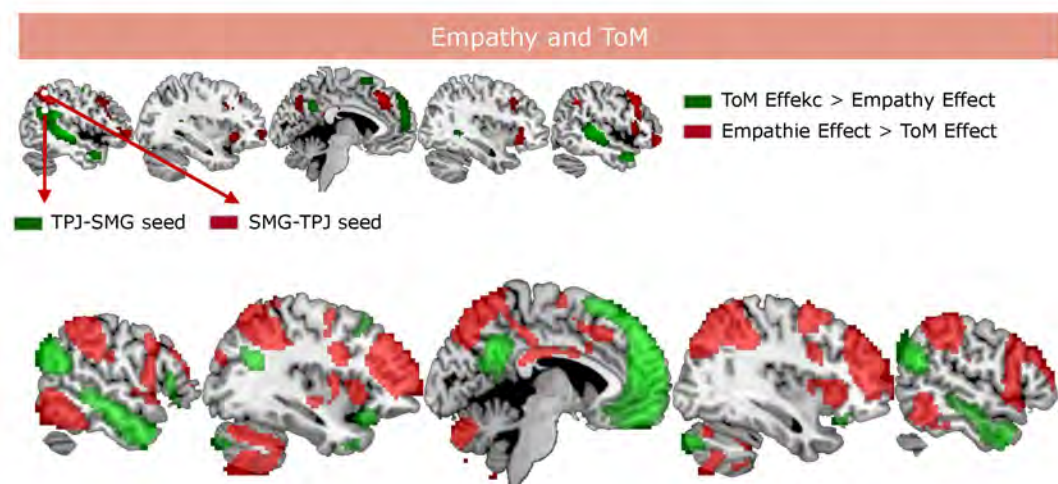 Empathy and ToM
ToM Effekc > Empathy Effect
Empathie Effect > ToM Effect
TPJ-SMG seed
SMG-TPJ seed